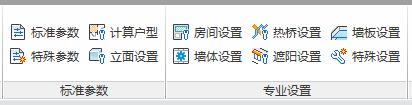 标准参数 计算户型 房间设置 热桥设置 墙板设置
特殊参数 立面设置 墙体设置 遮阳设置 特殊设置
标准参数 专业设置